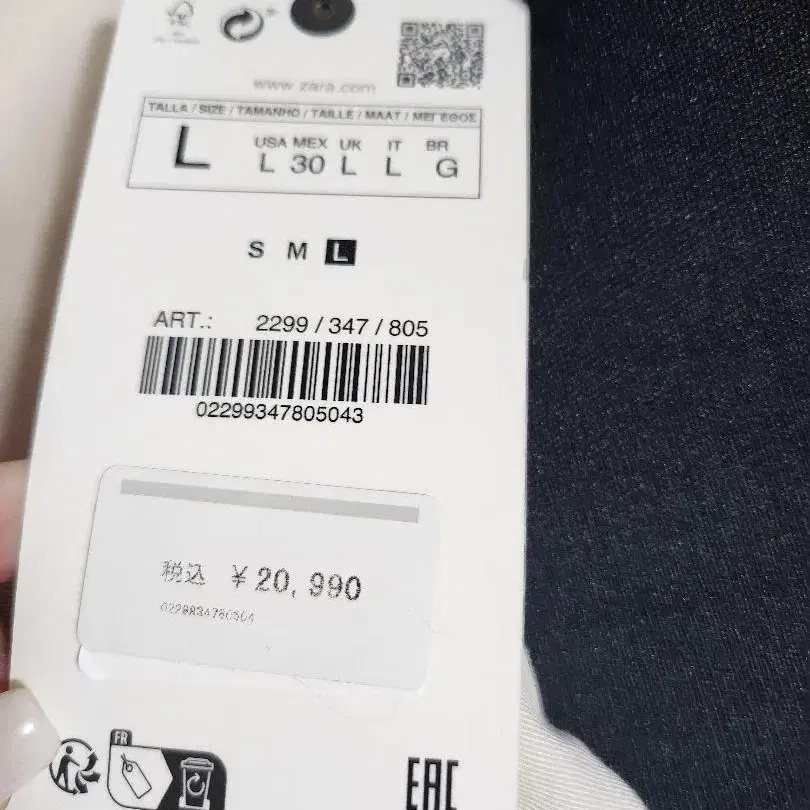 www.zara.com
TALLA / SIZE / TAMANHO / TAILLE / MAAT / ΜΕΓΕΘΟΣ
L
USA MEX UK IT BR
L 30 L L G
S M L
ART.: 2299 / 347 / 805
02299347805043
税込 ¥20,990
FR
EAC